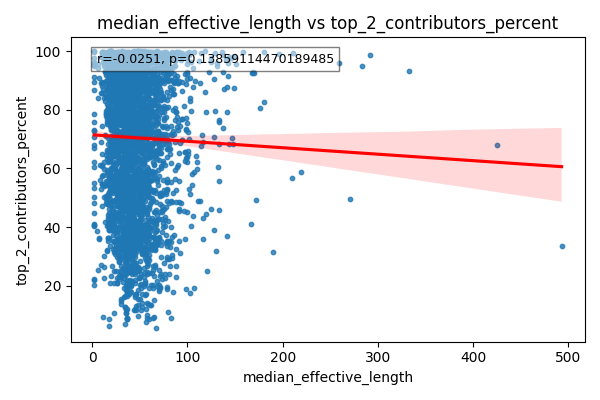 median_effective_length vs top_2_contributors_percent
r=-0.0251, p=0.13859114470189485
100
80
60
40
20
top_2_contributors_percent
0
100
200
300
400
500
median_effective_length